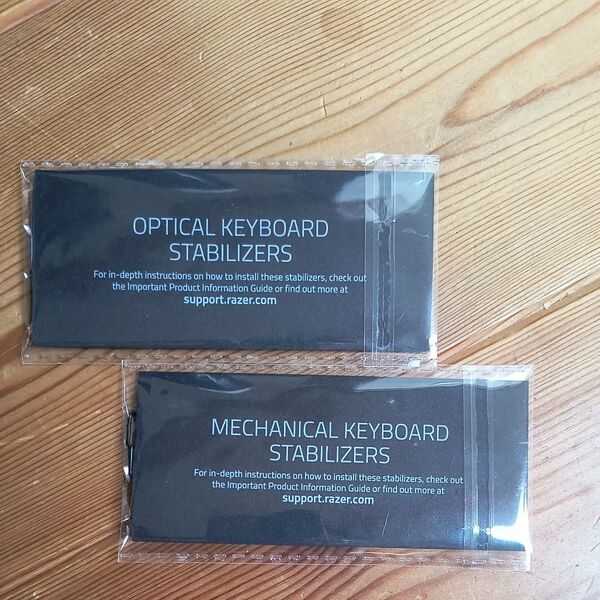 OPTICAL KEYBOARD
STABILIZERS
For in-depth instructions on how to install these stabilizers, check out
the Important Product Information Guide or find out more at
support.razer.com
MECHANICAL KEYBOARD
STABILIZERS
For in-depth instructions on how to install these stabilizers, check out
the Important Product Information Guide or find out more at
support.razer.com